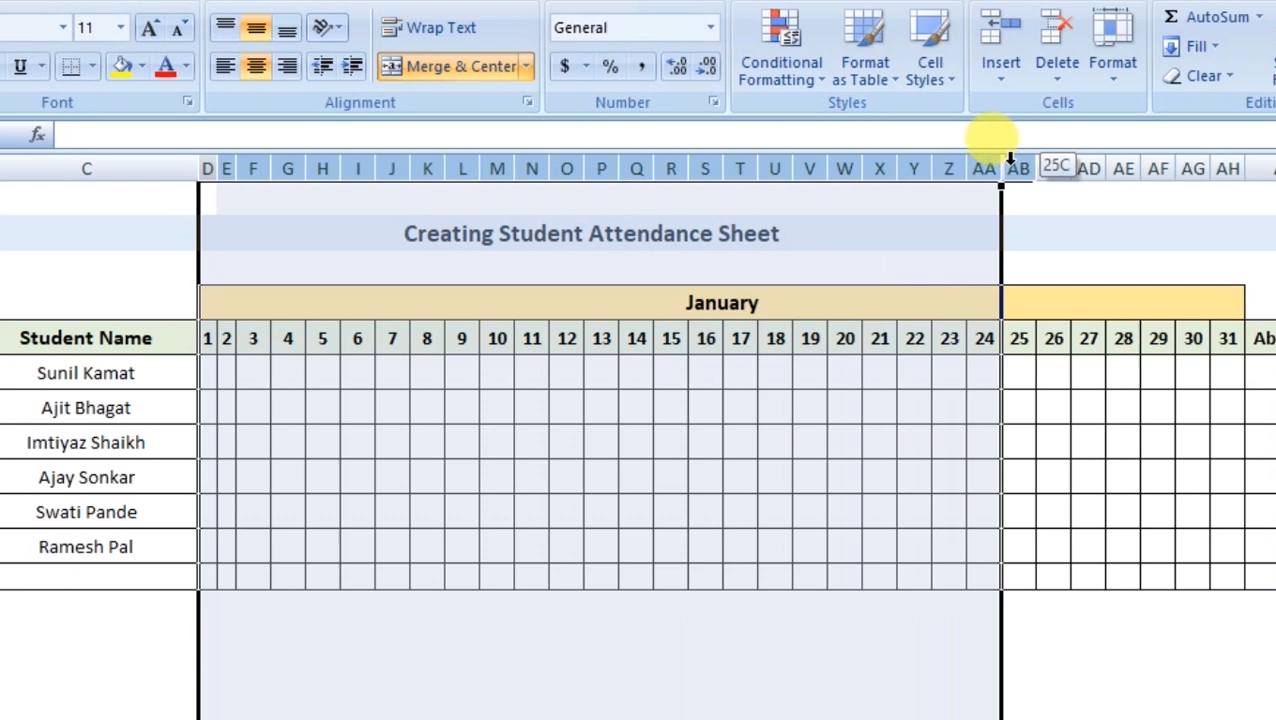 11 A A Wrap Text General Σ AutoSum
U A Merge & Center $ % , .00 .00 Conditional Formatting Format as Table Cell Styles Insert Delete Format Fill
Clear
Font Alignment Number Styles Cells Editi
fx
C D E F G H I J K L M N O P Q R S T U V W X Y Z AA AB 25C AD AE AF AG AH
Creating Student Attendance Sheet
January
Student Name 1 2 3 4 5 6 7 8 9 10 11 12 13 14 15 16 17 18 19 20 21 22 23 24 25 26 27 28 29 30 31 Ab
Sunil Kamat
Ajit Bhagat
Imtiyaz Shaikh
Ajay Sonkar
Swati Pande
Ramesh Pal